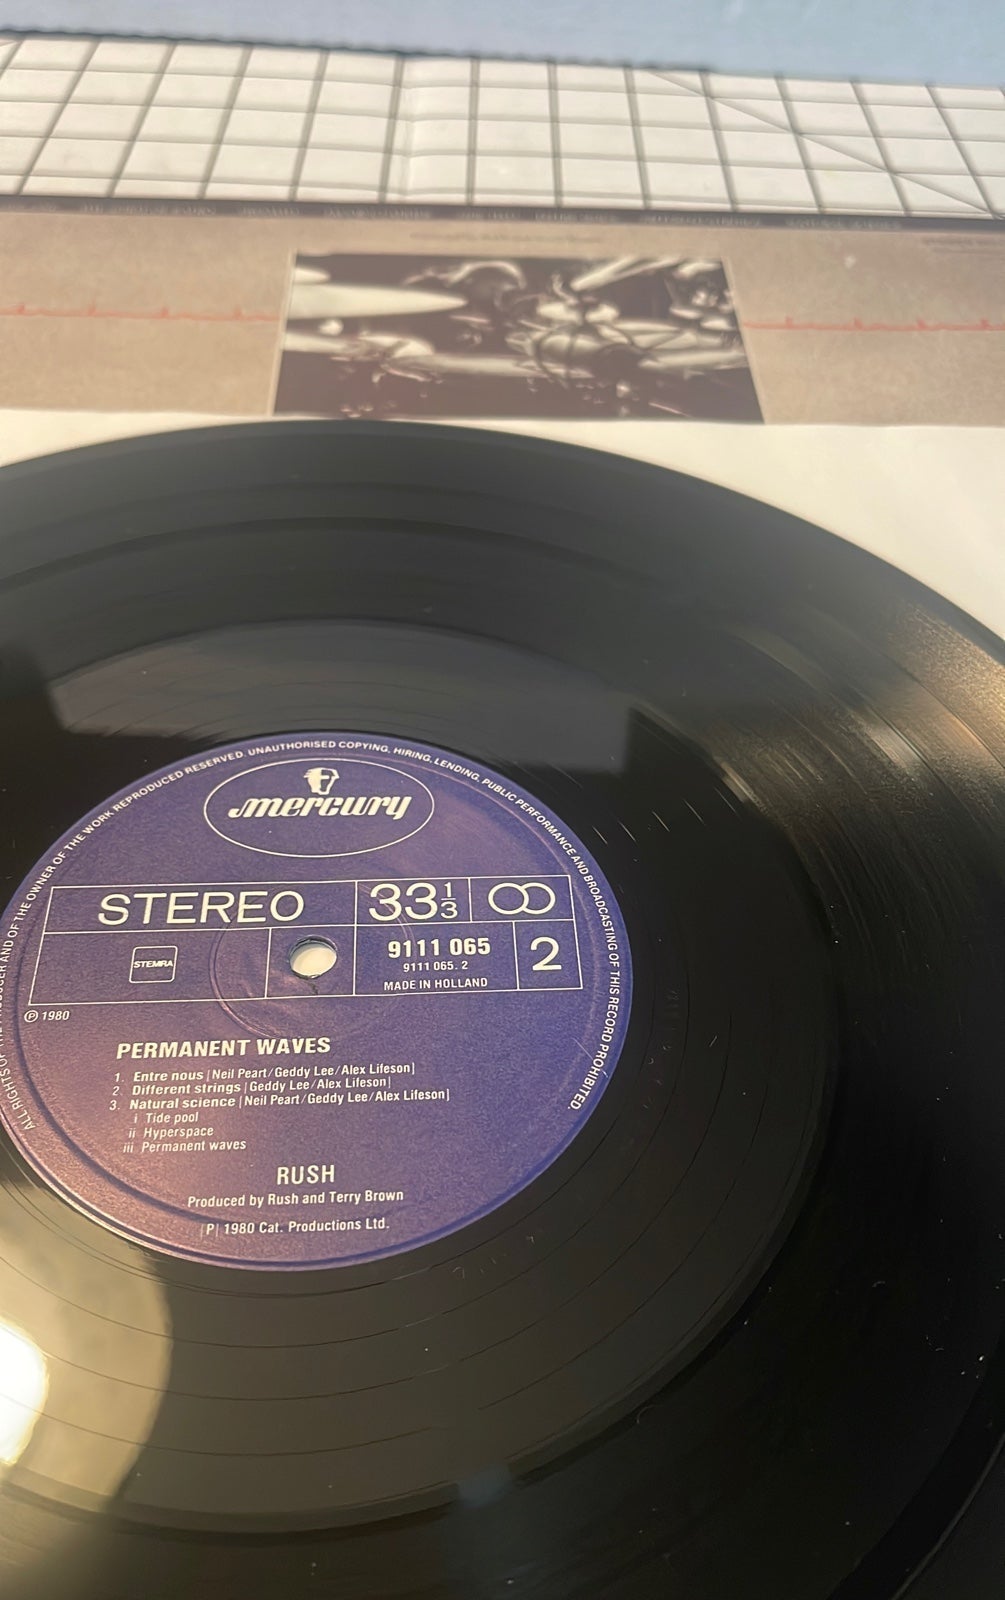 ALL RIGHTS OF THE PRODUCER AND OF THE OWNER OF THE WORK REPRODUCED RESERVED. UNAUTHORISED COPYING, HIRING, LENDING, PUBLIC PERFORMANCE AND BROADCASTING OF THIS RECORD PROHIBITED.
mercury
STEREO
33⅓
STEMRA
9111 065
9111 065.2
MADE IN HOLLAND
2
℗ 1980
PERMANENT WAVES
1. Entre nous [Neil Peart/Geddy Lee/Alex Lifeson]
2. Different strings [Geddy Lee/Alex Lifeson]
3. Natural science [Neil Peart/Geddy Lee/Alex Lifeson]
i Tide pool
ii Hyperspace
iii Permanent waves
RUSH
Produced by Rush and Terry Brown
[P] 1980 Cat. Productions Ltd.